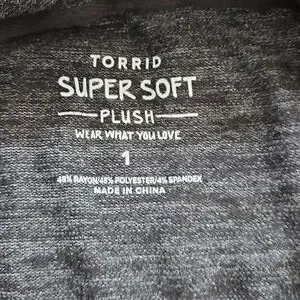 TORRID
SUPER SOFT
PLUSH
WEAR WHAT YOU LOVE
1
48% RAYON/48% POLYESTER/4% SPANDEX
MADE IN CHINA